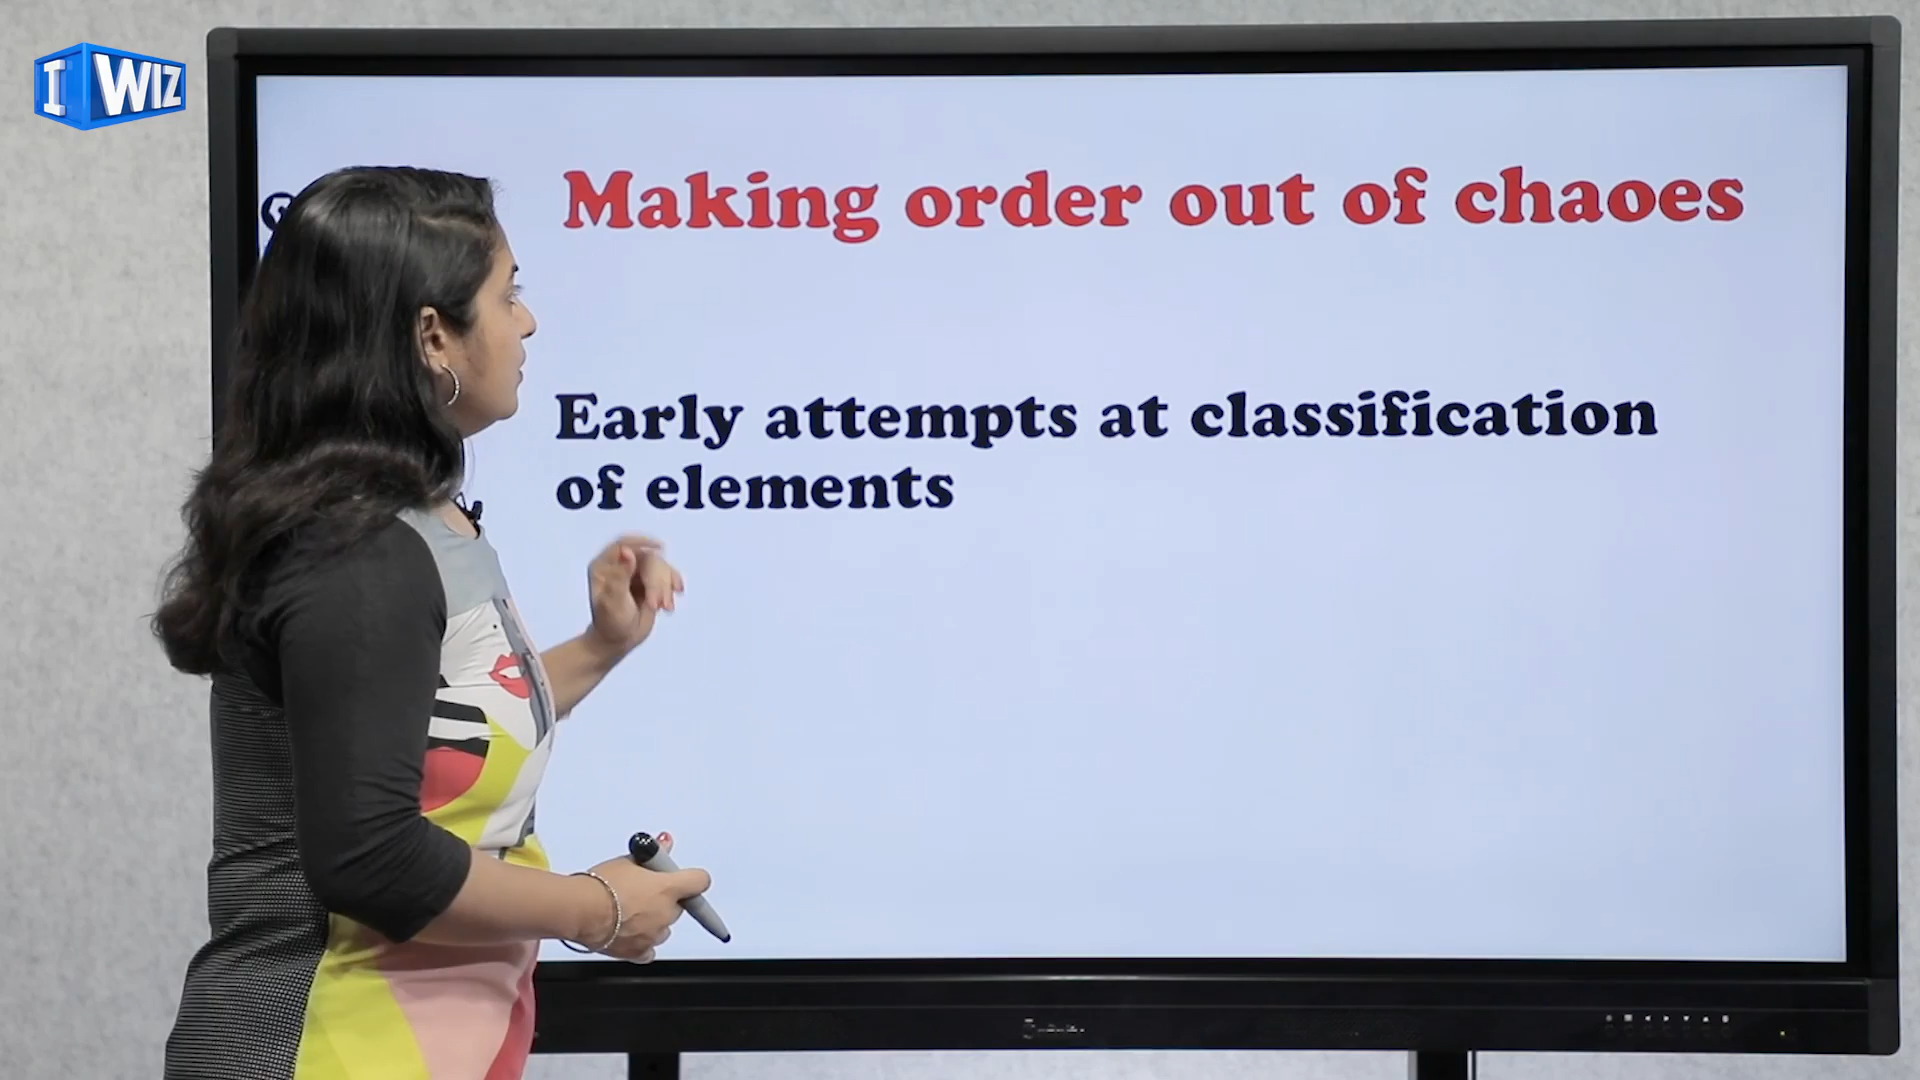 I WIZ
Making order out of chaoes
Early attempts at classification
of elements